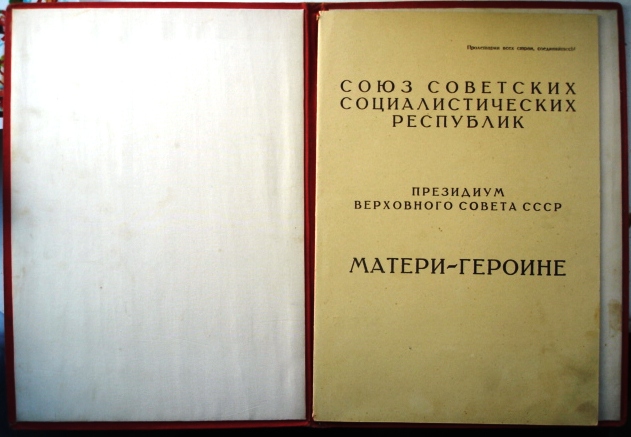 Пролетарии всех стран, соединяйтесь!
СОЮЗ СОВЕТСКИХ
СОЦИАЛИСТИЧЕСКИХ
РЕСПУБЛИК
ПРЕЗИДИУМ
ВЕРХОВНОГО СОВЕТА СССР
МАТЕРИ-ГЕРОИНЕ